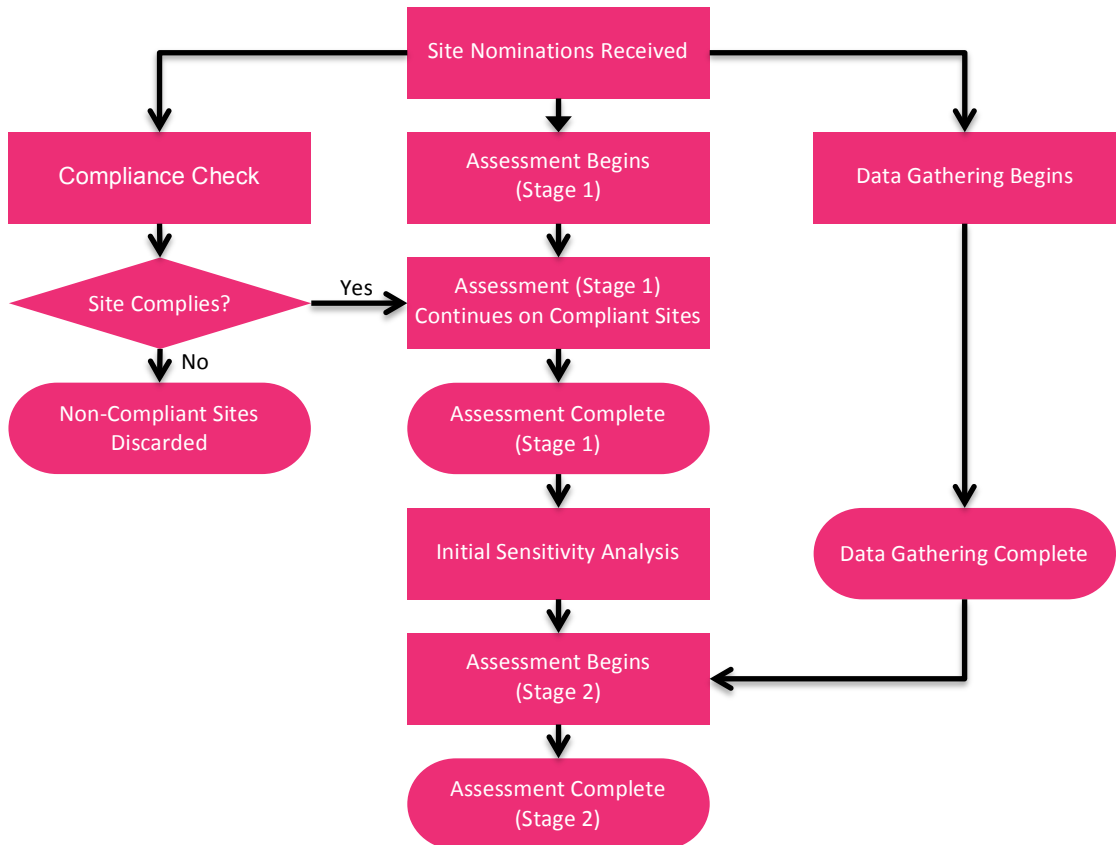 Site Nominations Received
Compliance Check
Assessment Begins
(Stage 1)
Data Gathering Begins
Site Complies?
Yes
Assessment (Stage 1)
Continues on Compliant Sites
No
Non-Compliant Sites
Discarded
Assessment Complete
(Stage 1)
Initial Sensitivity Analysis
Data Gathering Complete
Assessment Begins
(Stage 2)
Assessment Complete
(Stage 2)